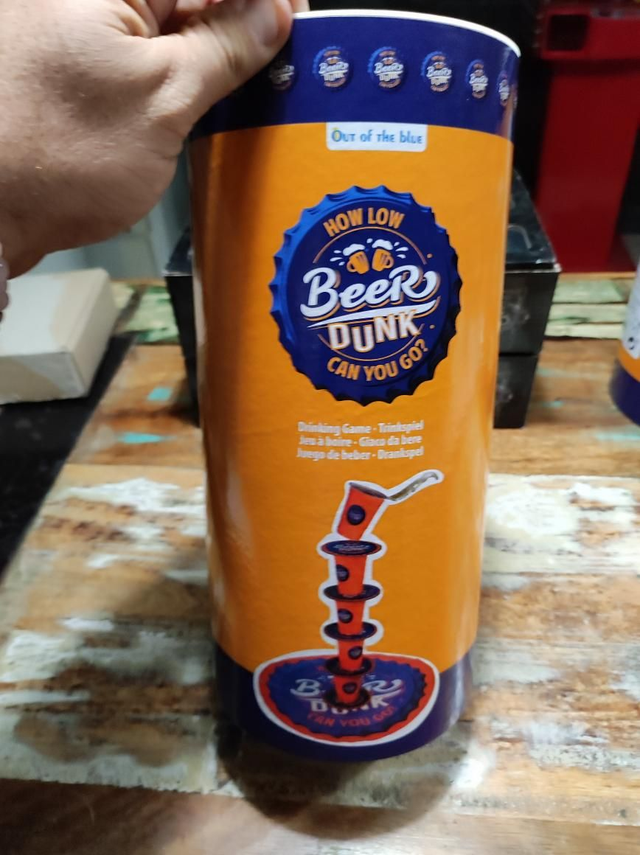 Out of the blue
HOW LOW
BeeR
DUNK
CAN YOU GO?
Drinking Game · Trinkspiel
Jeu à boire · Gioco da bere
Juego de beber · Drankspel
BeeR
DUNK
CAN YOU GO?